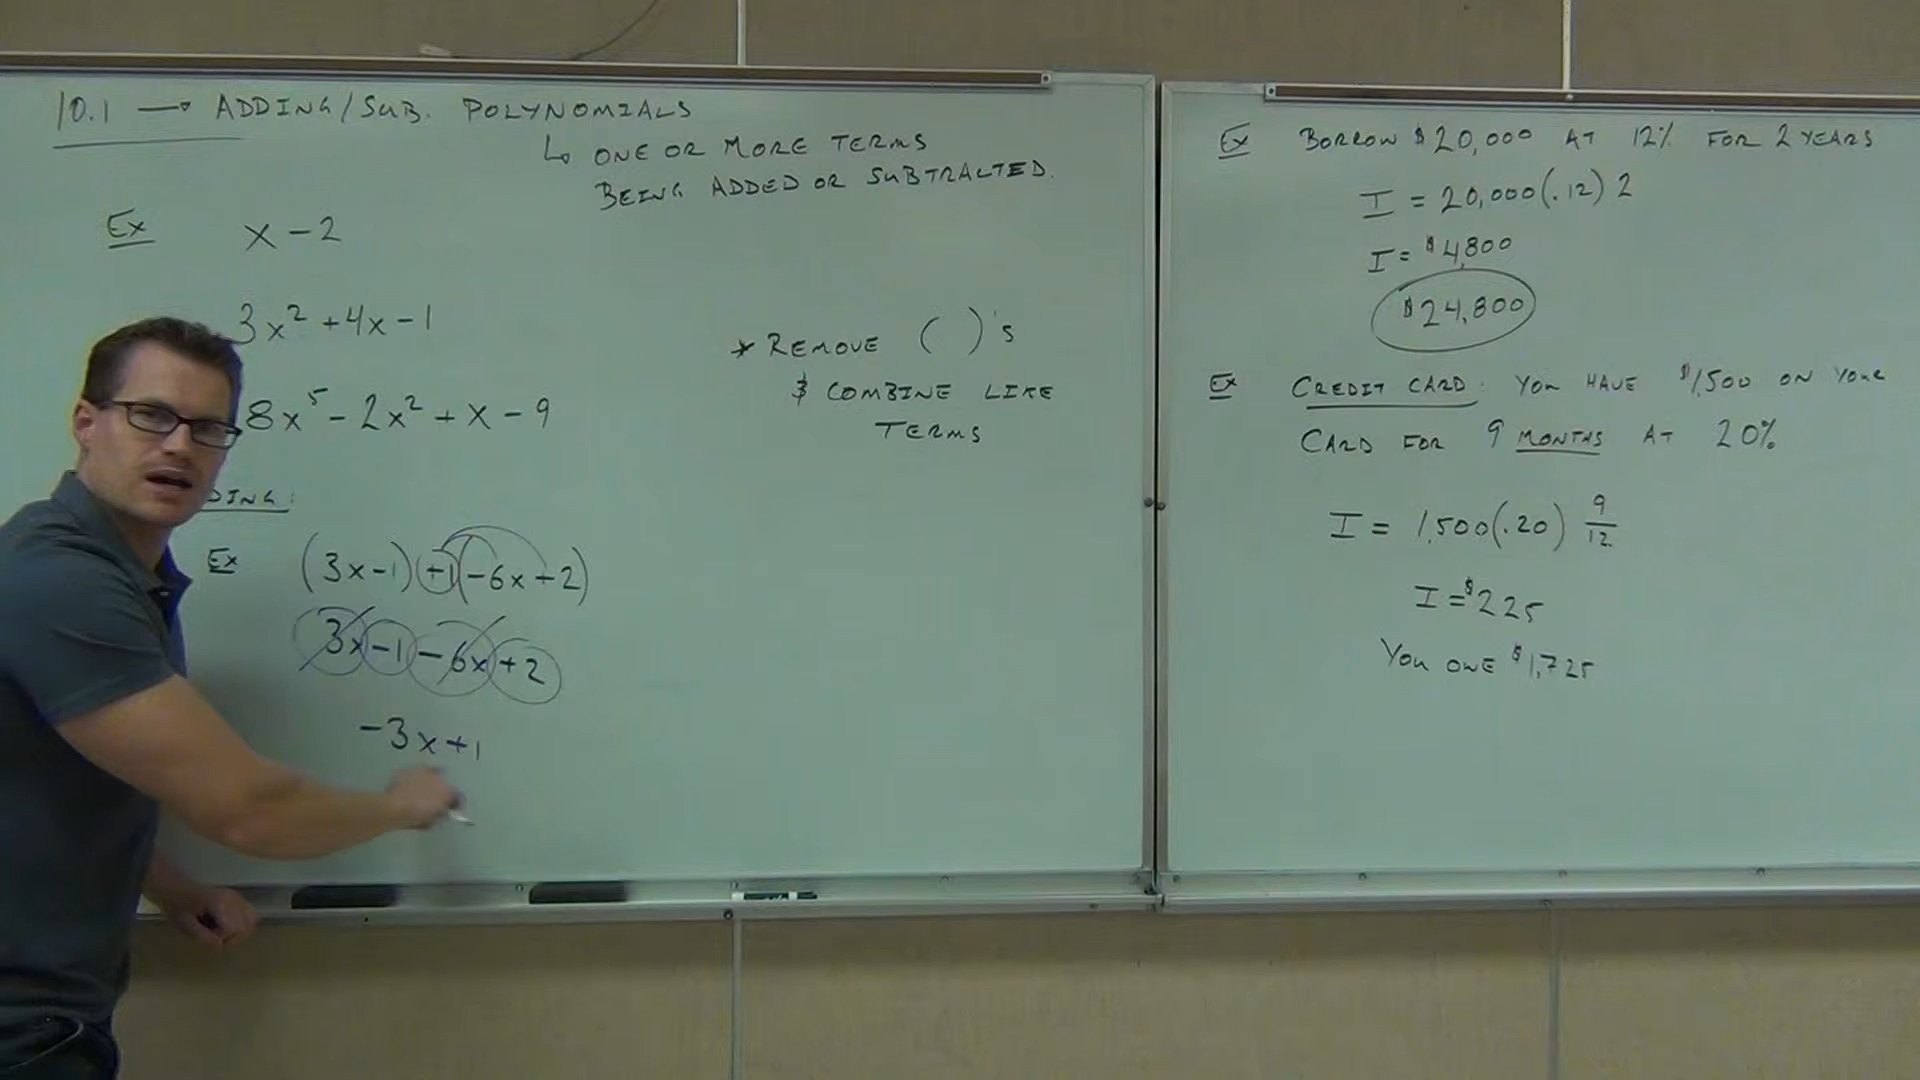 10.1 → ADDING/SUB. POLYNOMIALS
↳ ONE OR MORE TERMS
BEING ADDED OR SUBTRACTED.
Ex x - 2
3x² + 4x - 1
8x⁵ - 2x² + x - 9
* REMOVE ( )'s
& COMBINE LIKE
TERMS
DING:
Ex (3x - 1) + 1(-6x + 2)
3x - 1 - 6x + 2
-3x + 1
Ex BORROW $20,000 AT 12% FOR 2 YEARS
I = 20,000(.12) 2
I = $4,800
$24,800
Ex CREDIT CARD: YOU HAVE $1,500 ON YOUR
CARD FOR 9 MONTHS AT 20%
I = 1,500(.20) 9/12
I = $225
YOU OWE $1,725